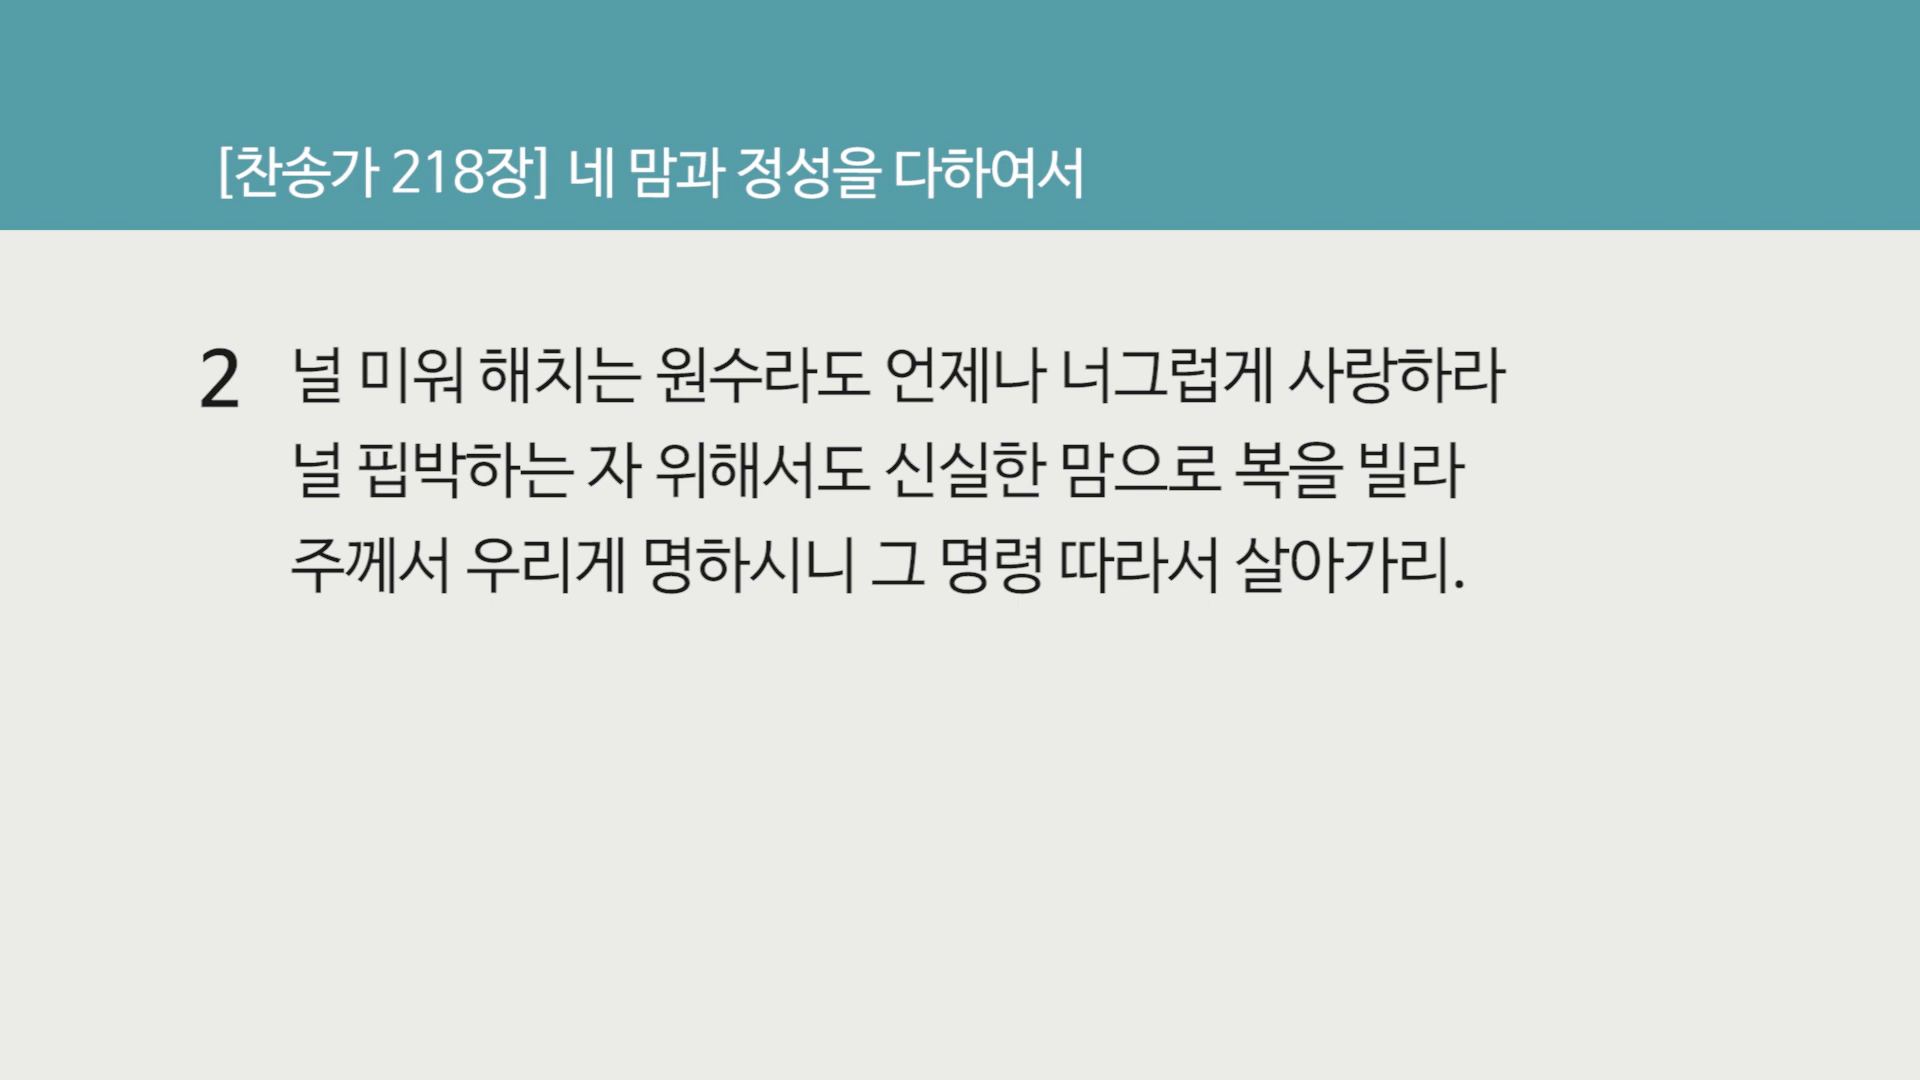 [찬송가 218장] 네 맘과 정성을 다하여서
2 널 미워 해치는 원수라도 언제나 너그럽게 사랑하라
널 핍박하는 자 위해서도 신실한 맘으로 복을 빌라
주께서 우리게 명하시니 그 명령 따라서 살아가리.